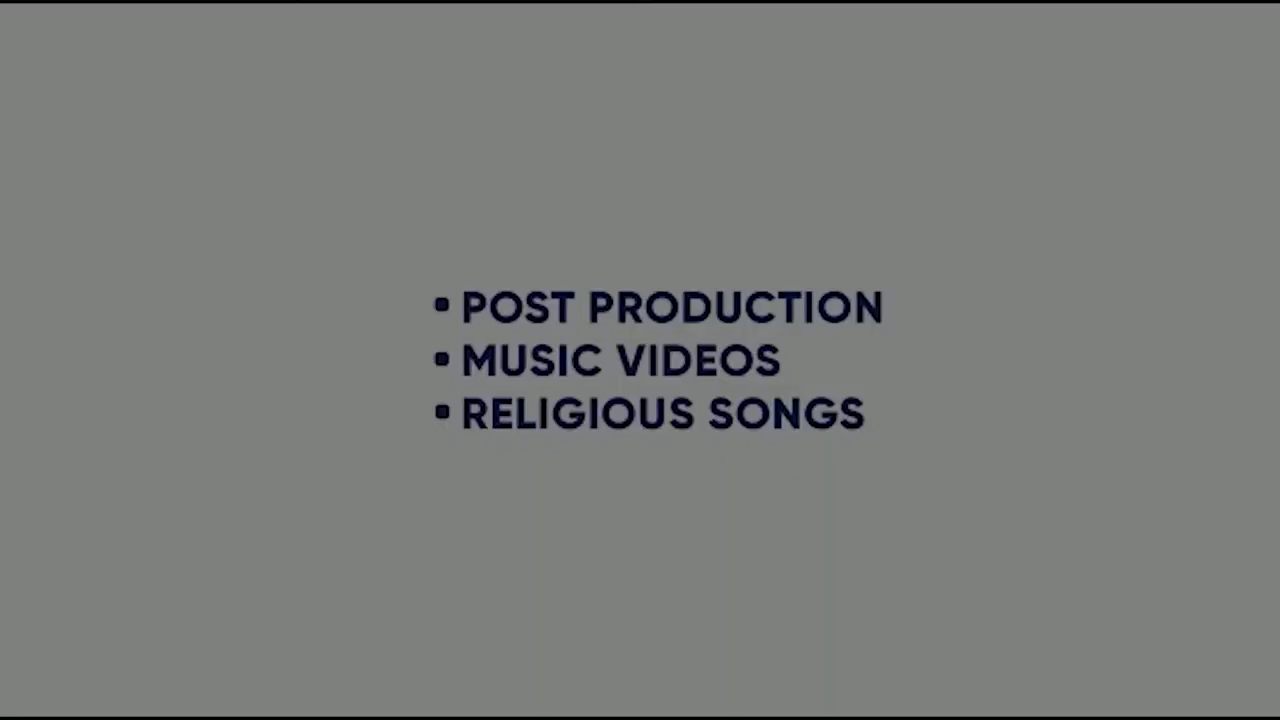 ▪ POST PRODUCTION
▪ MUSIC VIDEOS
▪ RELIGIOUS SONGS